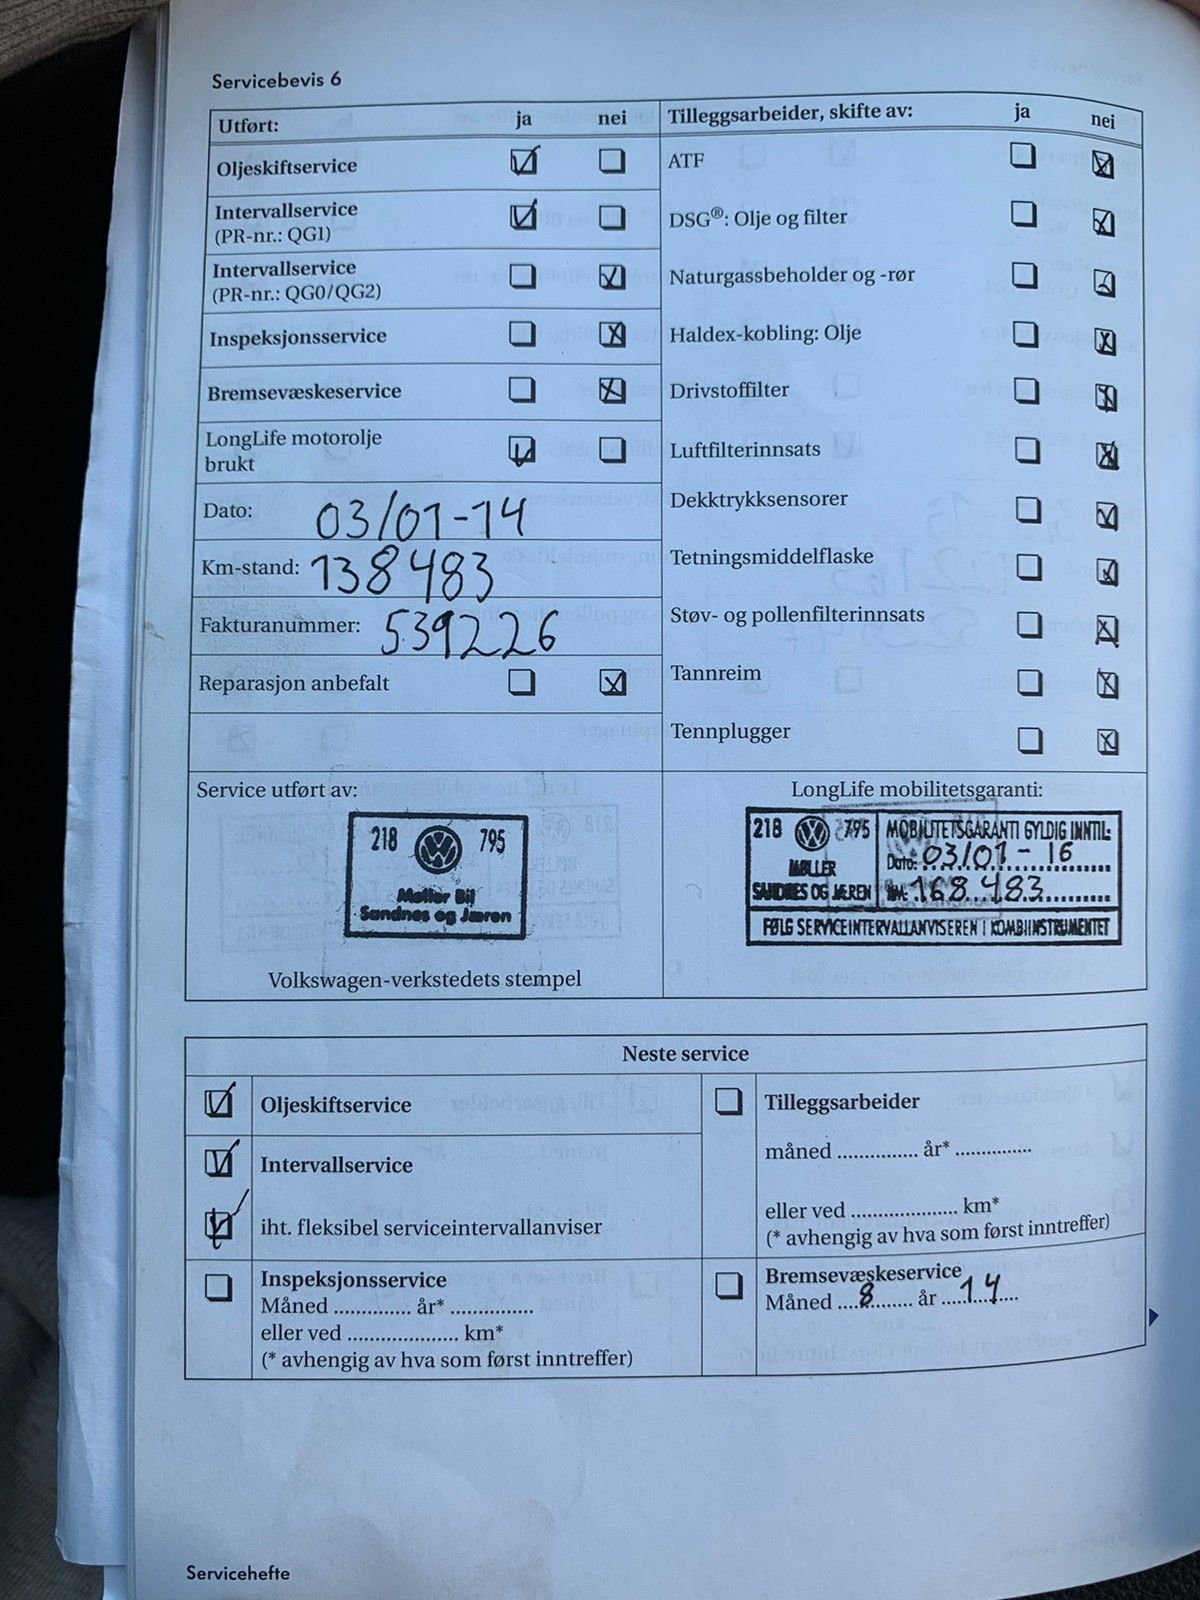 Servicebevis 6
Utført: ja nei
Oljeskiftservice
Intervallservice
(PR-nr.: QG1)
Intervallservice
(PR-nr.: QG0/QG2)
Inspeksjonsservice
Bremsevæskeservice
LongLife motorolje
brukt
Dato: 03/01-14
Km-stand: 138483
Fakturanummer: 539226
Reparasjon anbefalt
Tilleggsarbeider, skifte av: ja nei
ATF
DSG®: Olje og filter
Naturgassbeholder og -rør
Haldex-kobling: Olje
Drivstoffilter
Luftfilterinnsats
Dekktrykksensorer
Tetningsmiddelflaske
Støv- og pollenfilterinnsats
Tannreim
Tennplugger
Service utført av:
218 795
Møller Bil
Sandnes og Jæren
Volkswagen-verkstedets stempel
LongLife mobilitetsgaranti:
218 795
MØLLER
SANDNES OG JÆREN
MOBILITETSGARANTI GYLDIG INNTIL:
Dato: 03/01-16
KM: 168.483
FØLG SERVICEINTERVALLANVISEREN I KOMBIINSTRUMENTET
Neste service
Oljeskiftservice
Intervallservice
iht. fleksibel serviceintervallanviser
Inspeksjonsservice
Måned .............. år* ...............
eller ved .................... km*
(* avhengig av hva som først inntreffer)
Tilleggsarbeider
måned .............. år* ..............
eller ved .................... km*
(* avhengig av hva som først inntreffer)
Bremsevæskeservice
Måned ....8........ år ....14.....
Servicehefte